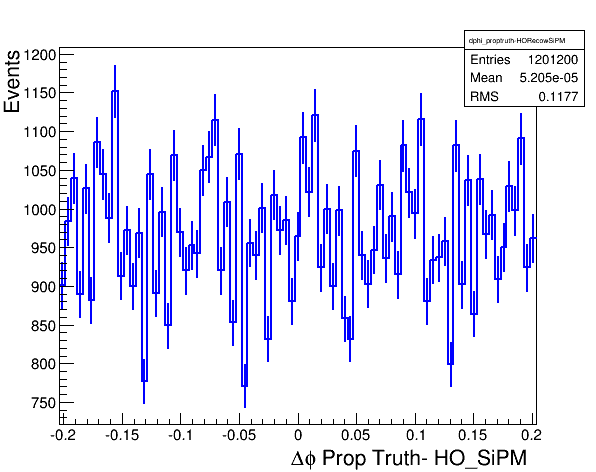 dphi_proptruth-HORecowSiPM
Entries 1201200
Mean 5.205e-05
RMS 0.1177
Events
1200
1150
1100
1050
1000
950
900
850
800
750
-0.2 -0.15 -0.1 -0.05 0 0.05 0.1 0.15 0.2
Δϕ Prop Truth- HO_SiPM